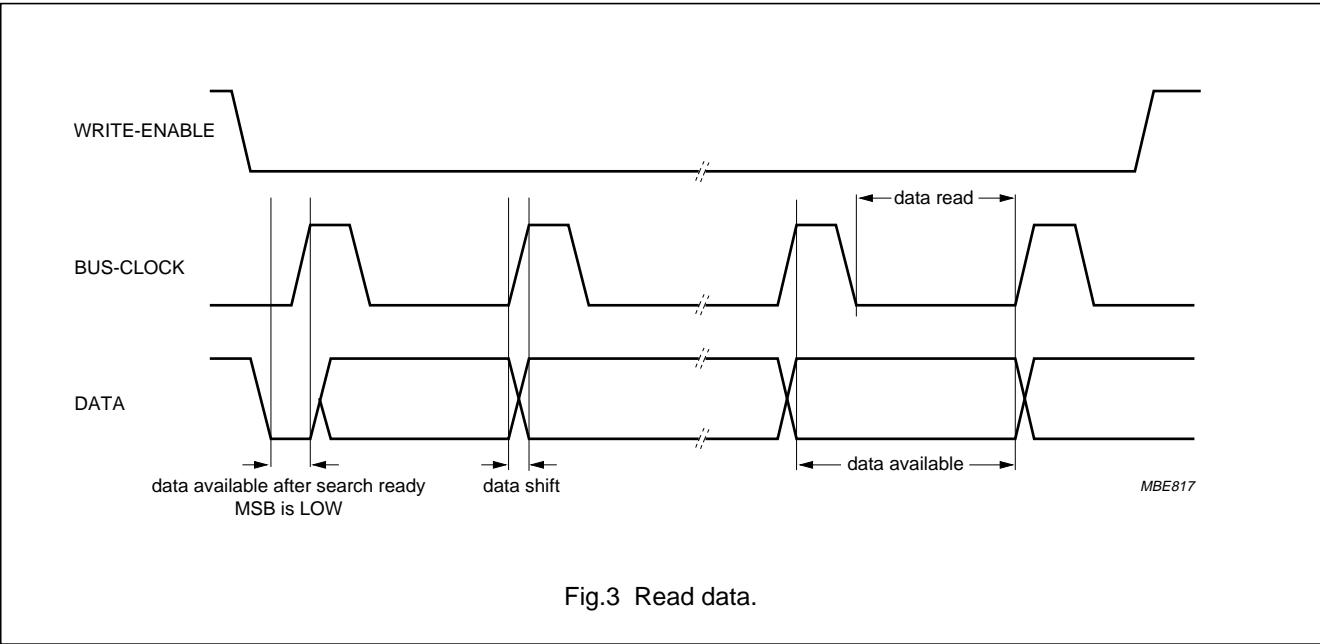 WRITE-ENABLE
data read
BUS-CLOCK
DATA
data available
data available after search ready
MSB is LOW
data shift
MBE817
Fig.3 Read data.